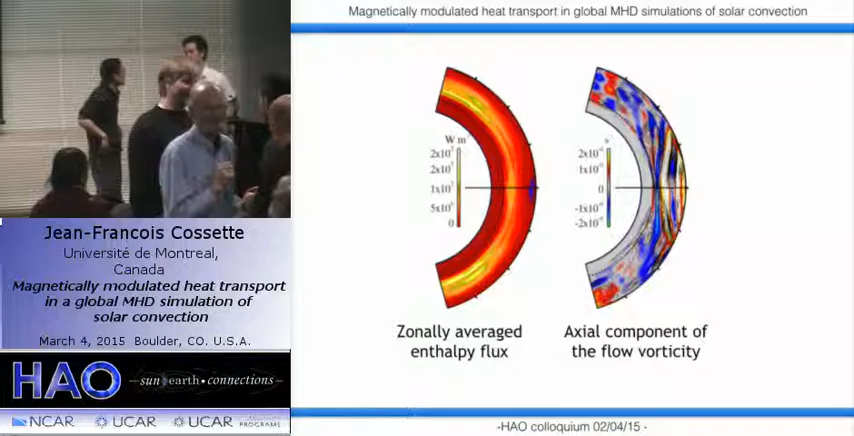 Magnetically modulated heat transport in global MHD simulations of solar convection
W m
2x10
2x10
1x10
5x10
0
s
2x10
1x10
0
-1x10
-2x10
Zonally averaged
enthalpy flux
Axial component of
the flow vorticity
-HAO colloquium 02/04/15 -
Jean-Francois Cossette
Université de Montreal,
Canada
Magnetically modulated heat transport
in a global MHD simulation of
solar convection
March 4, 2015 Boulder, CO. U.S.A.
HAO
—sun earth•connections—
NCAR
UCAR
UCAR
PROGRAMS